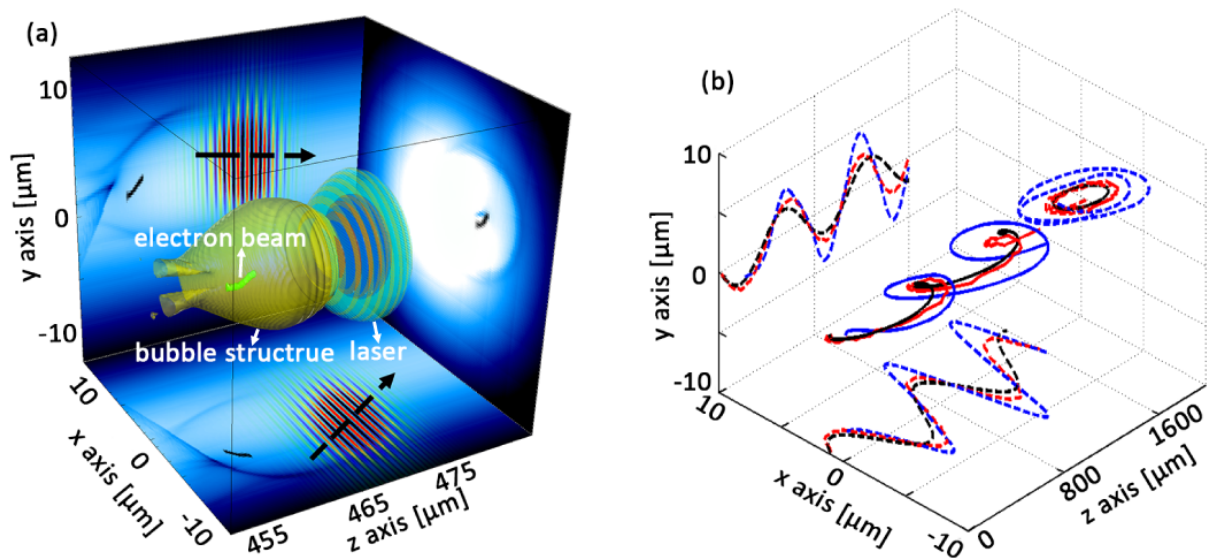 (a)
10
0
-10
y axis [μm]
electron beam
bubble structrue
laser
10
0
-10
x axis [μm]
455
465
475
z axis [μm]
(b)
10
0
-10
y axis [μm]
10
0
-10
x axis [μm]
0
800
1600
z axis [μm]